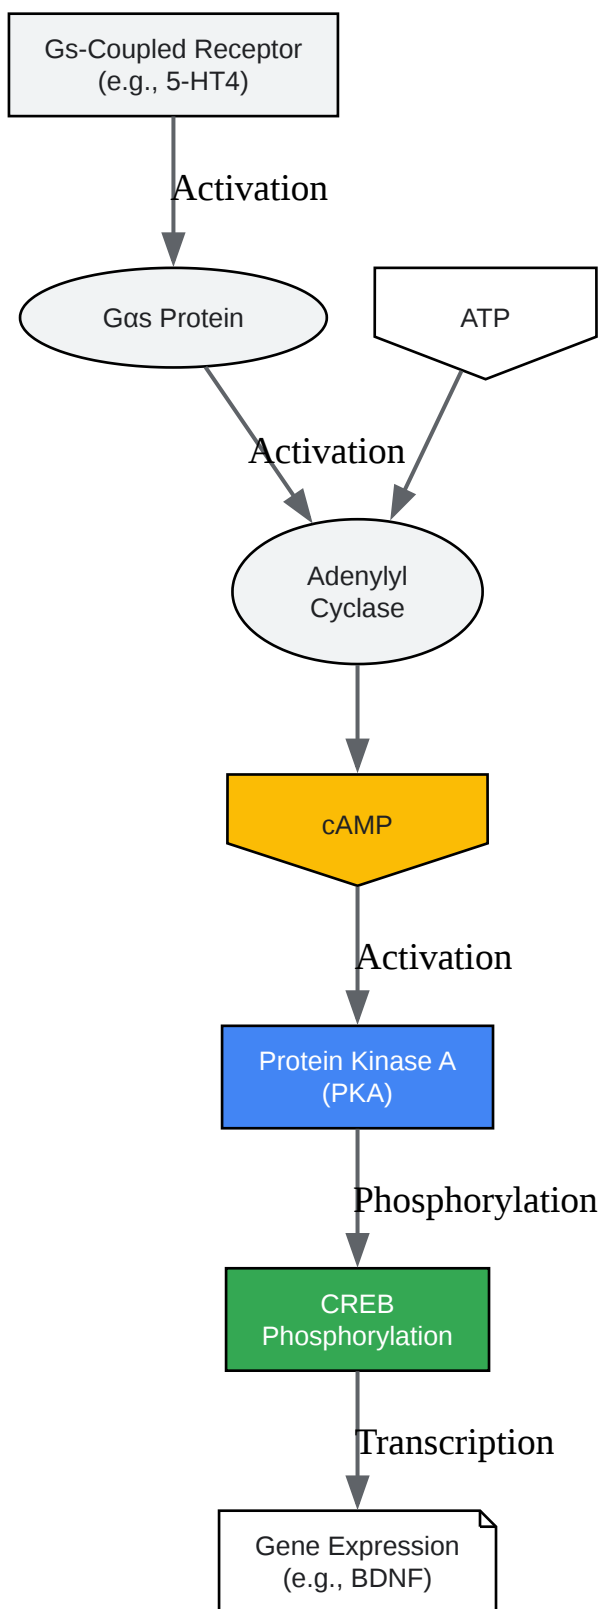 Gs-Coupled Receptor
(e.g., 5-HT4)
Activation
Gαs Protein
ATP
Activation
Adenylyl
Cyclase
cAMP
Activation
Protein Kinase A
(PKA)
Phosphorylation
CREB
Phosphorylation
Transcription
Gene Expression
(e.g., BDNF)